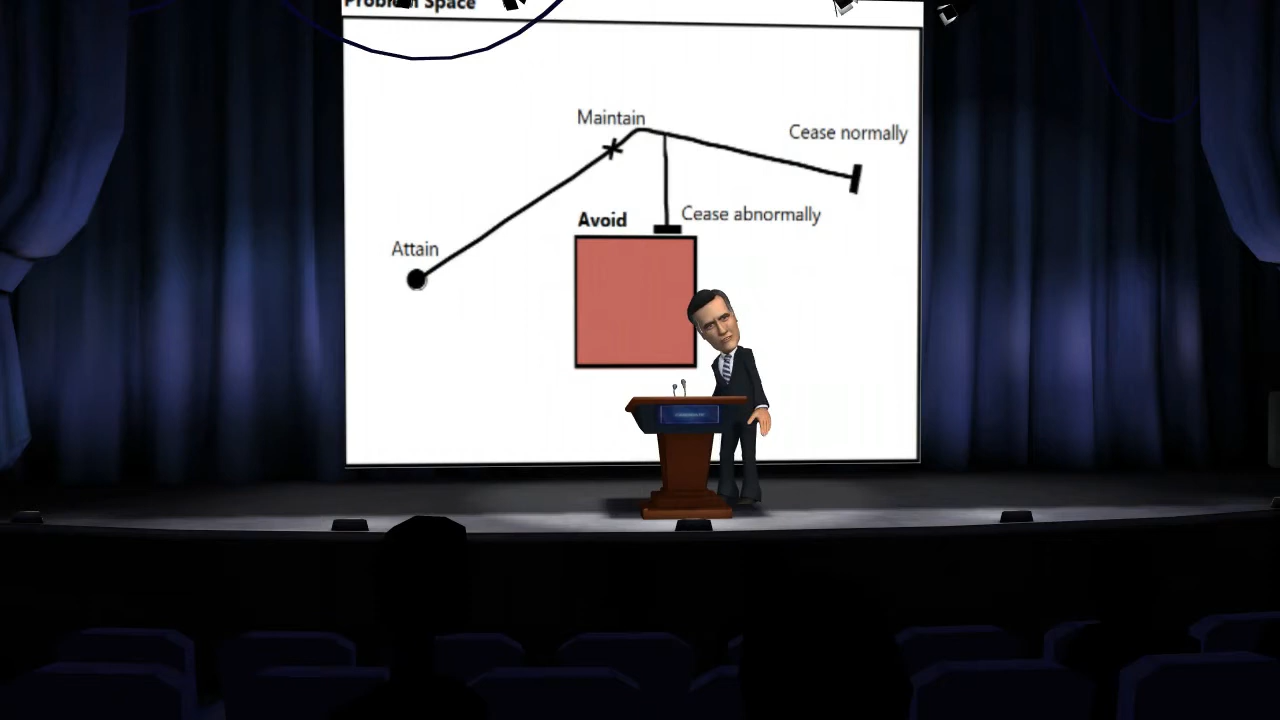 Problem Space
Maintain
Cease normally
Avoid
Cease abnormally
Attain